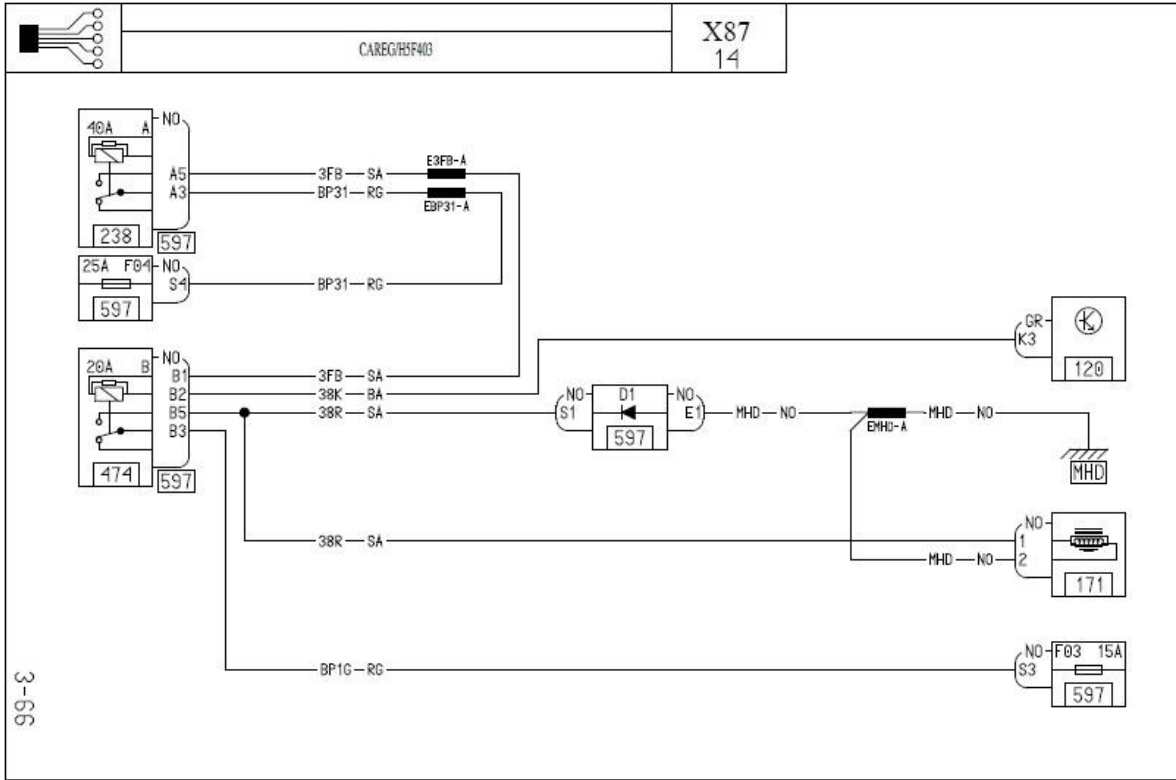 CAREG/H5F403
X87
14
40A A NO
A5 3FB SA E3FB-A
A3 BP31 RG EBP31-A
238 597
25A F04 NO
S4 BP31 RG
597
GR
K3
120
20A B NO
B1 3FB SA
B2 38K BA
B5 38R SA
B3
474 597
NO D1 NO
S1 E1 MHD NO EMHD-A MHD NO
597
MHD
38R SA
NO
1
MHD NO 2
171
BP1G RG
NO F03 15A
S3
597
3-66